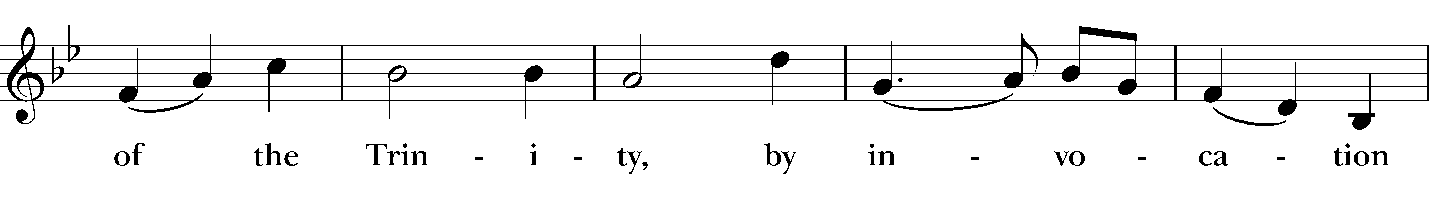 of the Trin - i - ty, by in - vo - ca - tion